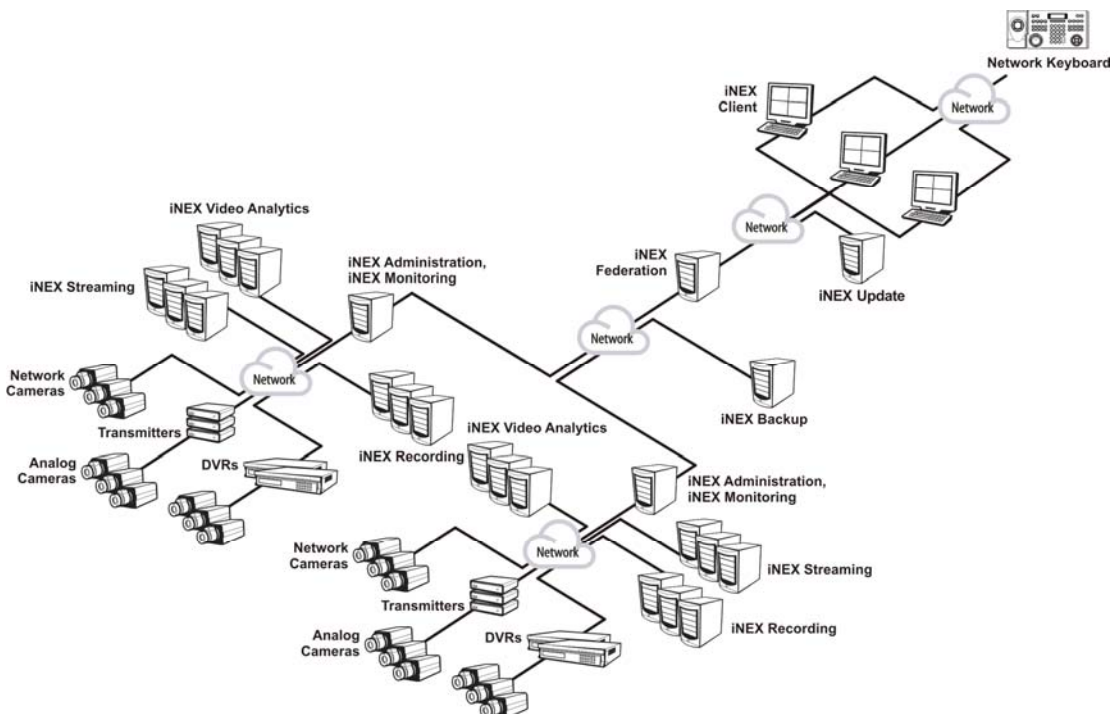 Network Keyboard
iNEX
Client
Network
iNEX Video Analytics
Network
iNEX Streaming
iNEX Administration,
iNEX Monitoring
iNEX
Federation
iNEX Update
Network
Network
Cameras
Network
iNEX Backup
Transmitters
iNEX Video Analytics
Analog
Cameras
DVRs
iNEX Recording
iNEX Administration,
iNEX Monitoring
Network
Cameras
Network
iNEX Streaming
Transmitters
iNEX Recording
Analog
Cameras
DVRs